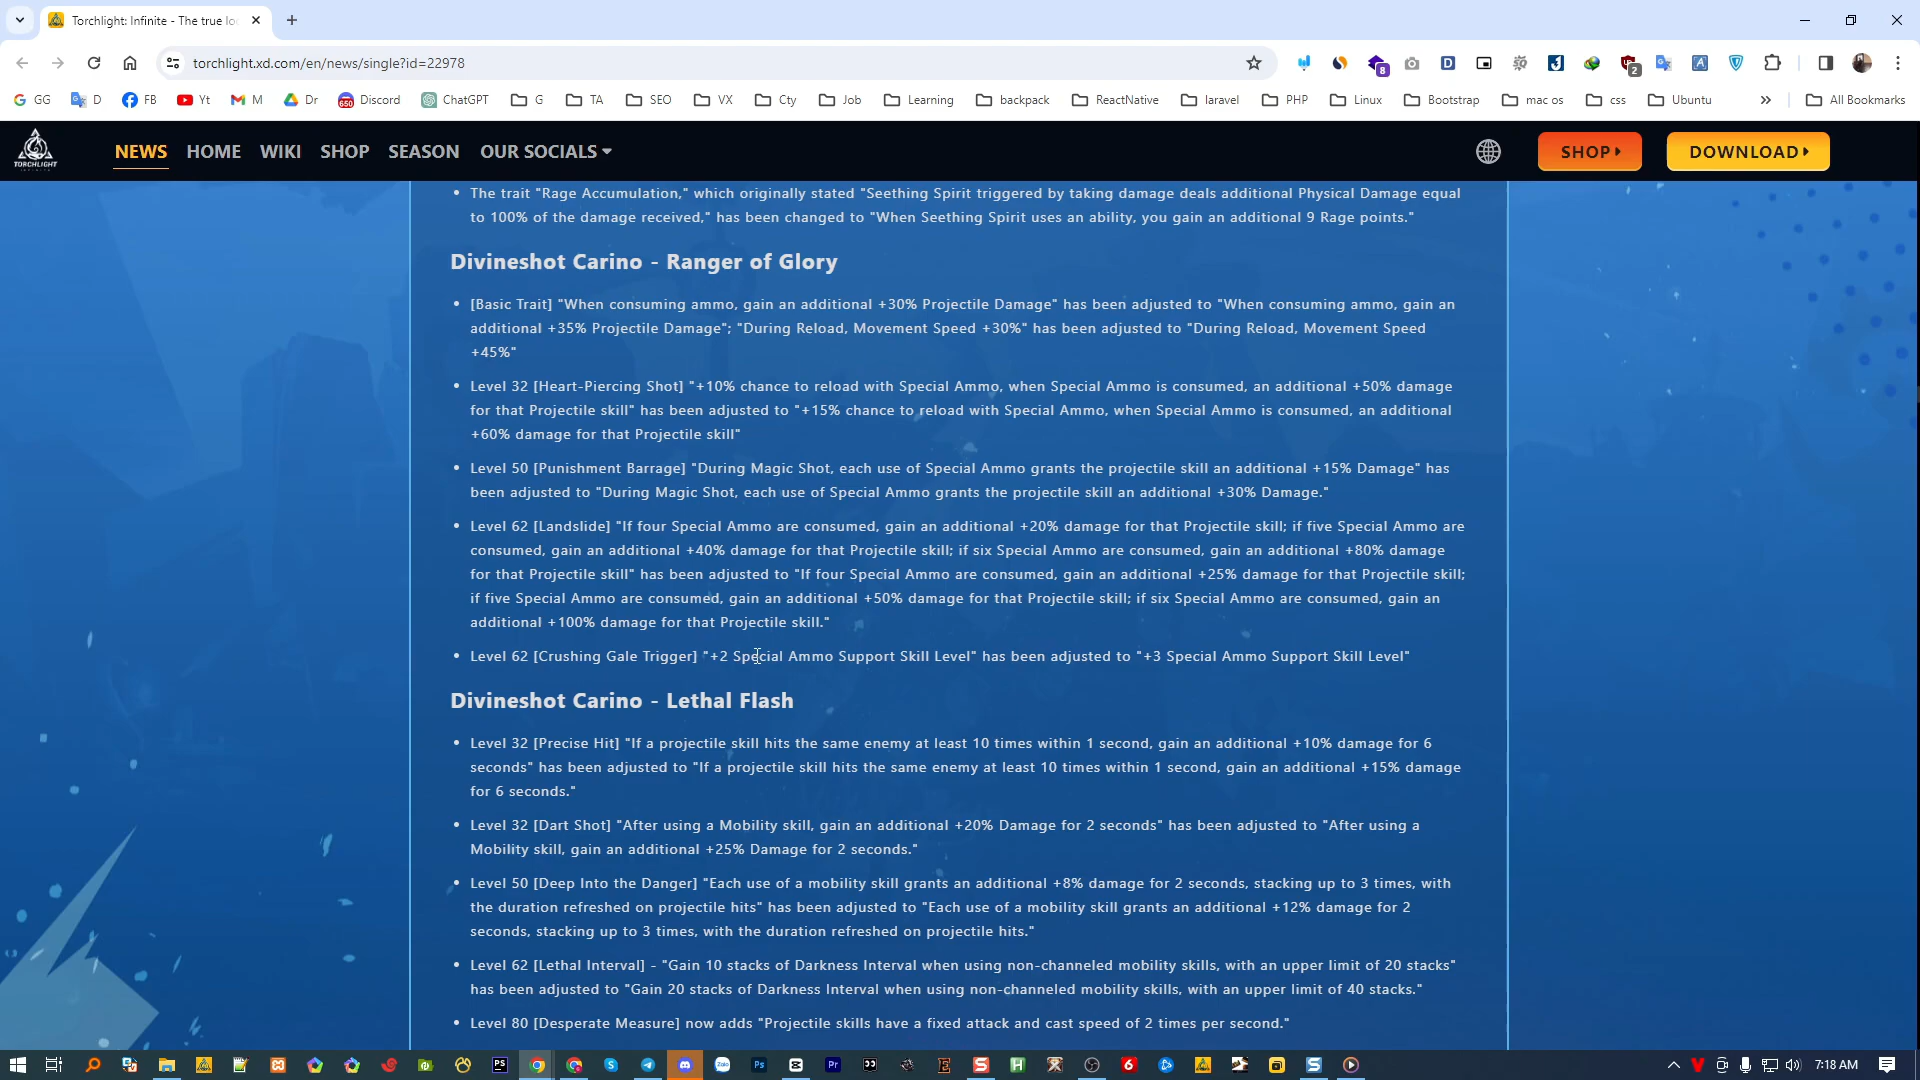 Torchlight: Infinite - The true lo
torchlight.xd.com/en/news/single?id=22978
8
2
GG
D
FB
Yt
M
Dr
Discord
ChatGPT
G
TA
SEO
VX
Cty
Job
Learning
backpack
ReactNative
laravel
PHP
Linux
Bootstrap
mac os
css
Ubuntu
All Bookmarks
TORCHLIGHT
NEWS HOME WIKI SHOP SEASON OUR SOCIALS
SHOP
DOWNLOAD
The trait "Rage Accumulation," which originally stated "Seething Spirit triggered by taking damage deals additional Physical Damage equal
to 100% of the damage received," has been changed to "When Seething Spirit uses an ability, you gain an additional 9 Rage points."
Divineshot Carino - Ranger of Glory
[Basic Trait] "When consuming ammo, gain an additional +30% Projectile Damage" has been adjusted to "When consuming ammo, gain an
additional +35% Projectile Damage"; "During Reload, Movement Speed +30%" has been adjusted to "During Reload, Movement Speed
+45%"
Level 32 [Heart-Piercing Shot] "+10% chance to reload with Special Ammo, when Special Ammo is consumed, an additional +50% damage
for that Projectile skill" has been adjusted to "+15% chance to reload with Special Ammo, when Special Ammo is consumed, an additional
+60% damage for that Projectile skill"
Level 50 [Punishment Barrage] "During Magic Shot, each use of Special Ammo grants the projectile skill an additional +15% Damage" has
been adjusted to "During Magic Shot, each use of Special Ammo grants the projectile skill an additional +30% Damage."
Level 62 [Landslide] "If four Special Ammo are consumed, gain an additional +20% damage for that Projectile skill; if five Special Ammo are
consumed, gain an additional +40% damage for that Projectile skill; if six Special Ammo are consumed, gain an additional +80% damage
for that Projectile skill" has been adjusted to "If four Special Ammo are consumed, gain an additional +25% damage for that Projectile skill;
if five Special Ammo are consumed, gain an additional +50% damage for that Projectile skill; if six Special Ammo are consumed, gain an
additional +100% damage for that Projectile skill."
Level 62 [Crushing Gale Trigger] "+2 Special Ammo Support Skill Level" has been adjusted to "+3 Special Ammo Support Skill Level"
Divineshot Carino - Lethal Flash
Level 32 [Precise Hit] "If a projectile skill hits the same enemy at least 10 times within 1 second, gain an additional +10% damage for 6
seconds" has been adjusted to "If a projectile skill hits the same enemy at least 10 times within 1 second, gain an additional +15% damage
for 6 seconds."
Level 32 [Dart Shot] "After using a Mobility skill, gain an additional +20% Damage for 2 seconds" has been adjusted to "After using a
Mobility skill, gain an additional +25% Damage for 2 seconds."
Level 50 [Deep Into the Danger] "Each use of a mobility skill grants an additional +8% damage for 2 seconds, stacking up to 3 times, with
the duration refreshed on projectile hits" has been adjusted to "Each use of a mobility skill grants an additional +12% damage for 2
seconds, stacking up to 3 times, with the duration refreshed on projectile hits."
Level 62 [Lethal Interval] - "Gain 10 stacks of Darkness Interval when using non-channeled mobility skills, with an upper limit of 20 stacks"
has been adjusted to "Gain 20 stacks of Darkness Interval when using non-channeled mobility skills, with an upper limit of 40 stacks."
Level 80 [Desperate Measure] now adds "Projectile skills have a fixed attack and cast speed of 2 times per second."
7:18 AM